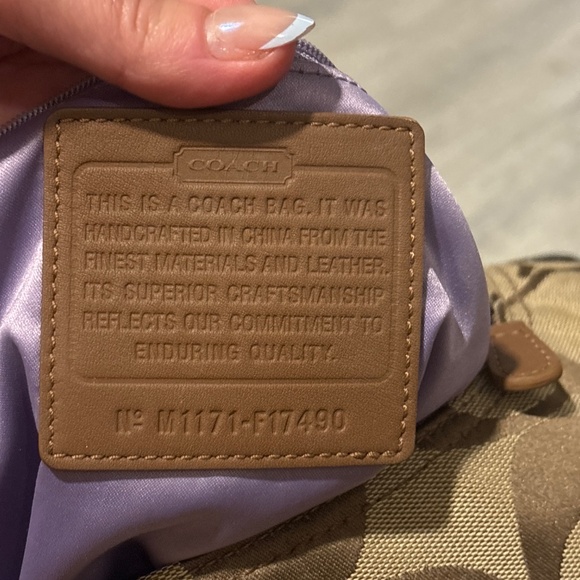 COACH
THIS IS A COACH BAG. IT WAS
HANDCRAFTED IN CHINA FROM THE
FINEST MATERIALS AND LEATHER.
ITS SUPERIOR CRAFTSMANSHIP
REFLECTS OUR COMMITMENT TO
ENDURING QUALITY.
Nº M1171-F17490